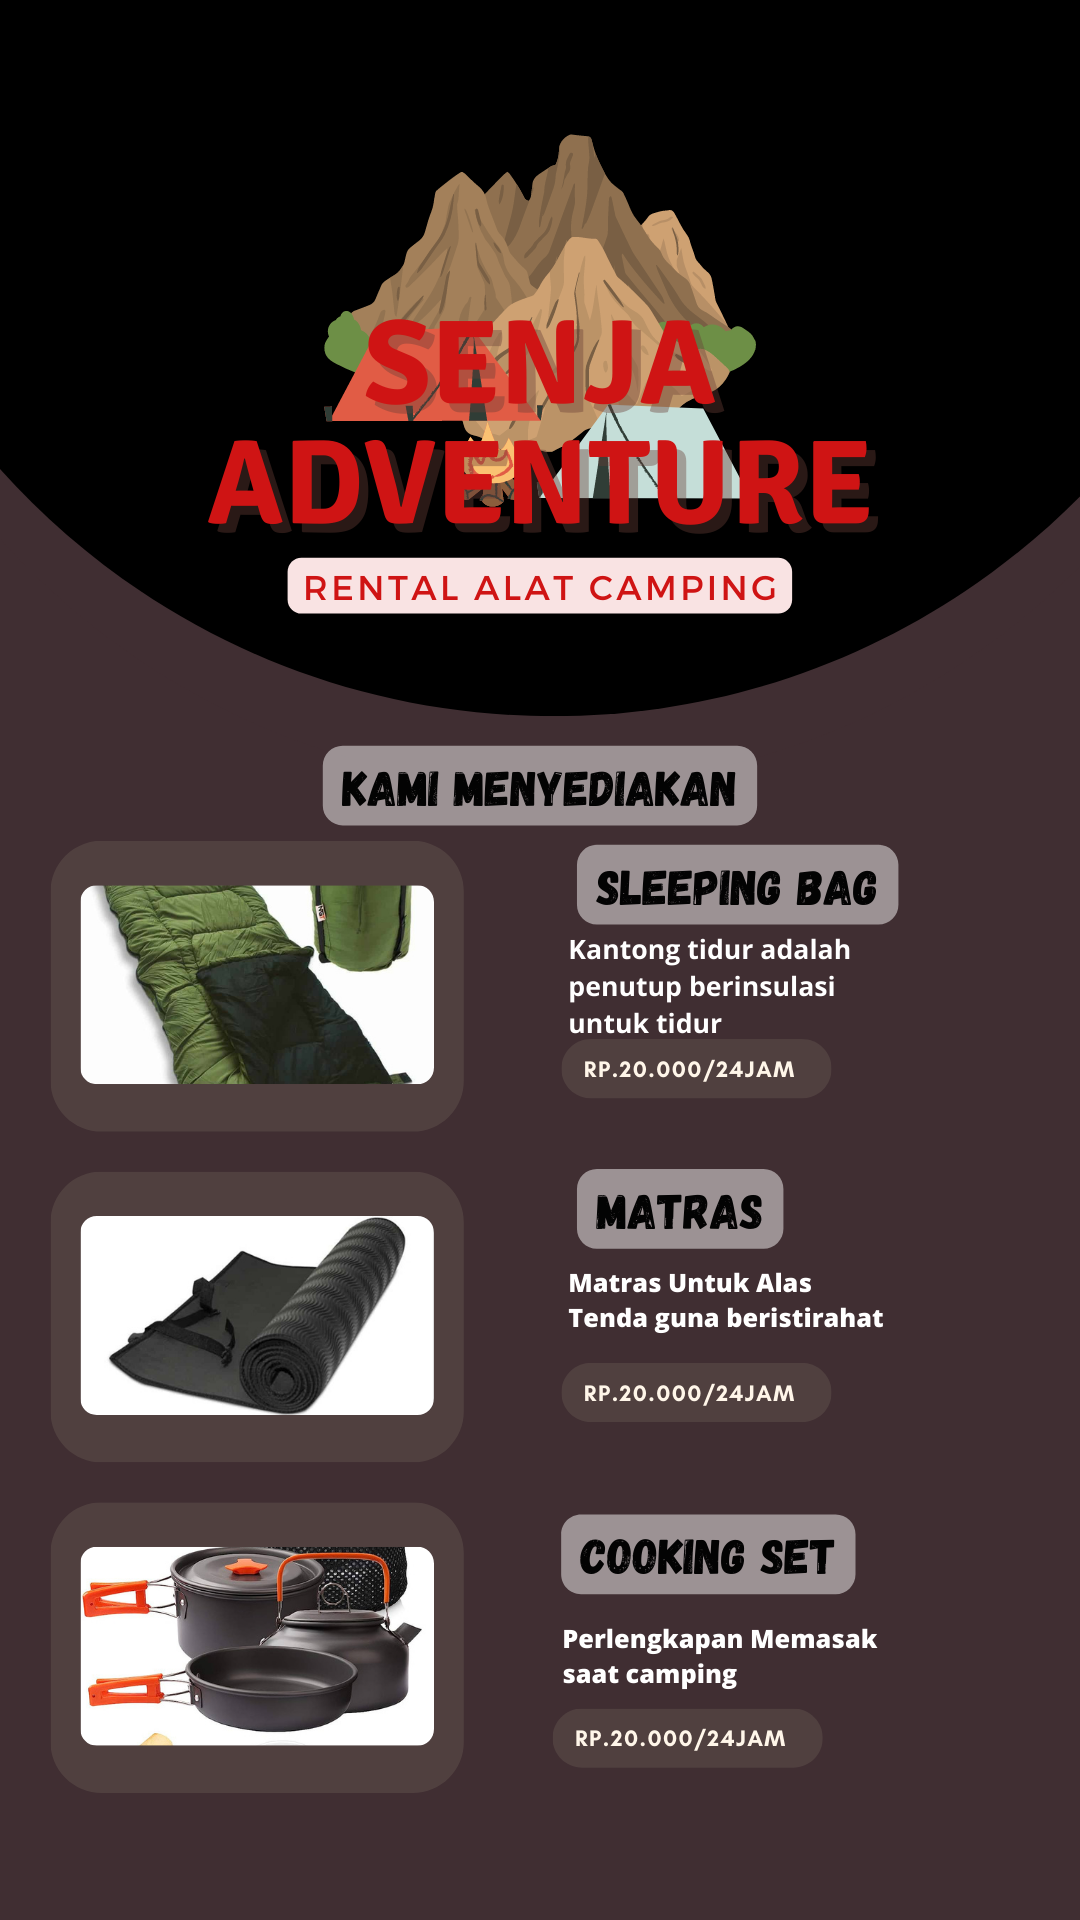 SENJA
ADVENTURE
RENTAL ALAT CAMPING
KAMI MENYEDIAKAN
SLEEPING BAG
Kantong tidur adalah
penutup berinsulasi
untuk tidur
RP.20.000/24JAM
MATRAS
Matras Untuk Alas
Tenda guna beristirahat
RP.20.000/24JAM
COOKING SET
Perlengkapan Memasak
saat camping
RP.20.000/24JAM